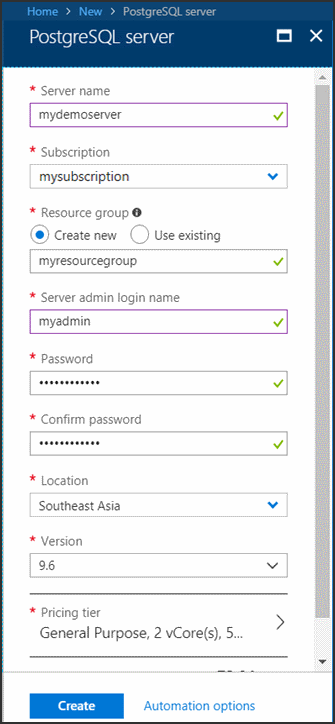 Home > New > PostgreSQL server
PostgreSQL server
* Server name
mydemoserver
* Subscription
mysubscription
* Resource group
Create new Use existing
myresourcegroup
* Server admin login name
myadmin
* Password
••••••••••••
* Confirm password
••••••••••••
* Location
Southeast Asia
* Version
9.6
* Pricing tier
General Purpose, 2 vCore(s), 5...
Create Automation options